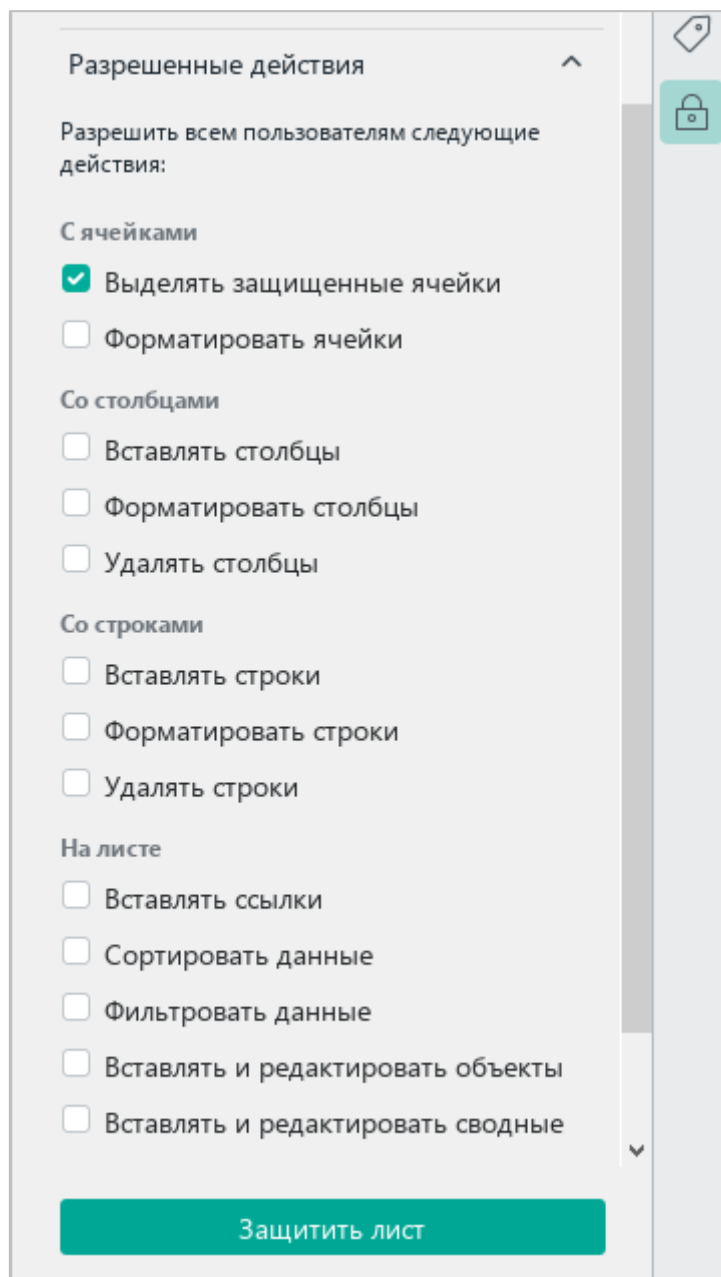 Разрешенные действия
Разрешить всем пользователям следующие
действия:
С ячейками
Выделять защищенные ячейки
Форматировать ячейки
Со столбцами
Вставлять столбцы
Форматировать столбцы
Удалять столбцы
Со строками
Вставлять строки
Форматировать строки
Удалять строки
На листе
Вставлять ссылки
Сортировать данные
Фильтровать данные
Вставлять и редактировать объекты
Вставлять и редактировать сводные
Защитить лист